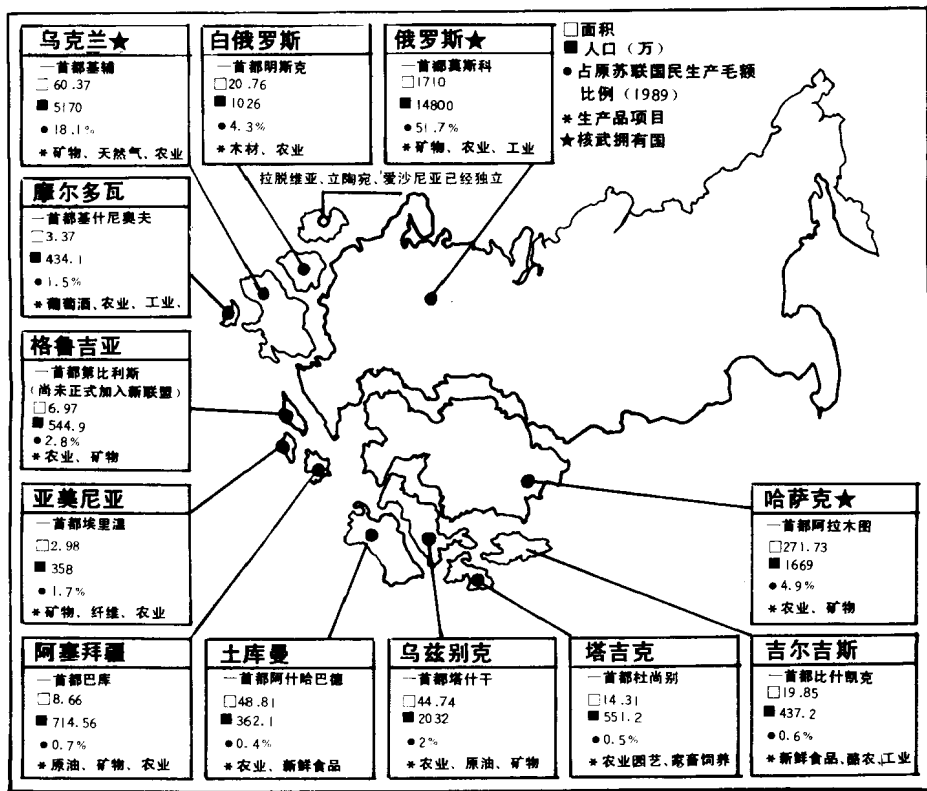 乌克兰★
—首都基辅
□60.37
■5170
●18.1%
*矿物、天然气、农业
白俄罗斯
—首都明斯克
□20.76
■1026
●4.3%
*木材、农业
俄罗斯★
—首都莫斯科
□1710
■14800
●51.7%
*矿物、农业、工业
□面积
■人口(万)
●占原苏联国民生产毛额
比例(1989)
*生产品项目
★核武拥有国
拉脱维亚、立陶宛、爱沙尼亚已经独立
摩尔多瓦
—首都基什尼奥夫
□3.37
■434.1
●1.5%
*葡萄酒、农业、工业、
格鲁吉亚
—首都第比利斯
(尚未正式加入新联盟)
□6.97
■544.9
●2.8%
*农业、矿物
亚美尼亚
—首都埃里温
□2.98
■358
●1.7%
*矿物、纤维、农业
哈萨克★
—首都阿拉木图
□271.73
■1669
●4.9%
*农业、矿物
阿塞拜疆
—首都巴库
□8.66
■714.56
●0.7%
*原油、矿物、农业
土库曼
—首都阿什哈巴德
□48.81
■362.1
●0.4%
*农业、新鲜食品
乌兹别克
—首都塔什干
□44.74
■2032
●2%
*农业、原油、矿物
塔吉克
—首都杜尚别
□14.31
■551.2
●0.5%
*农业园艺、家畜饲养
吉尔吉斯
—首都比什凯克
□19.85
■437.2
●0.6%
*新鲜食品、酪农、工业